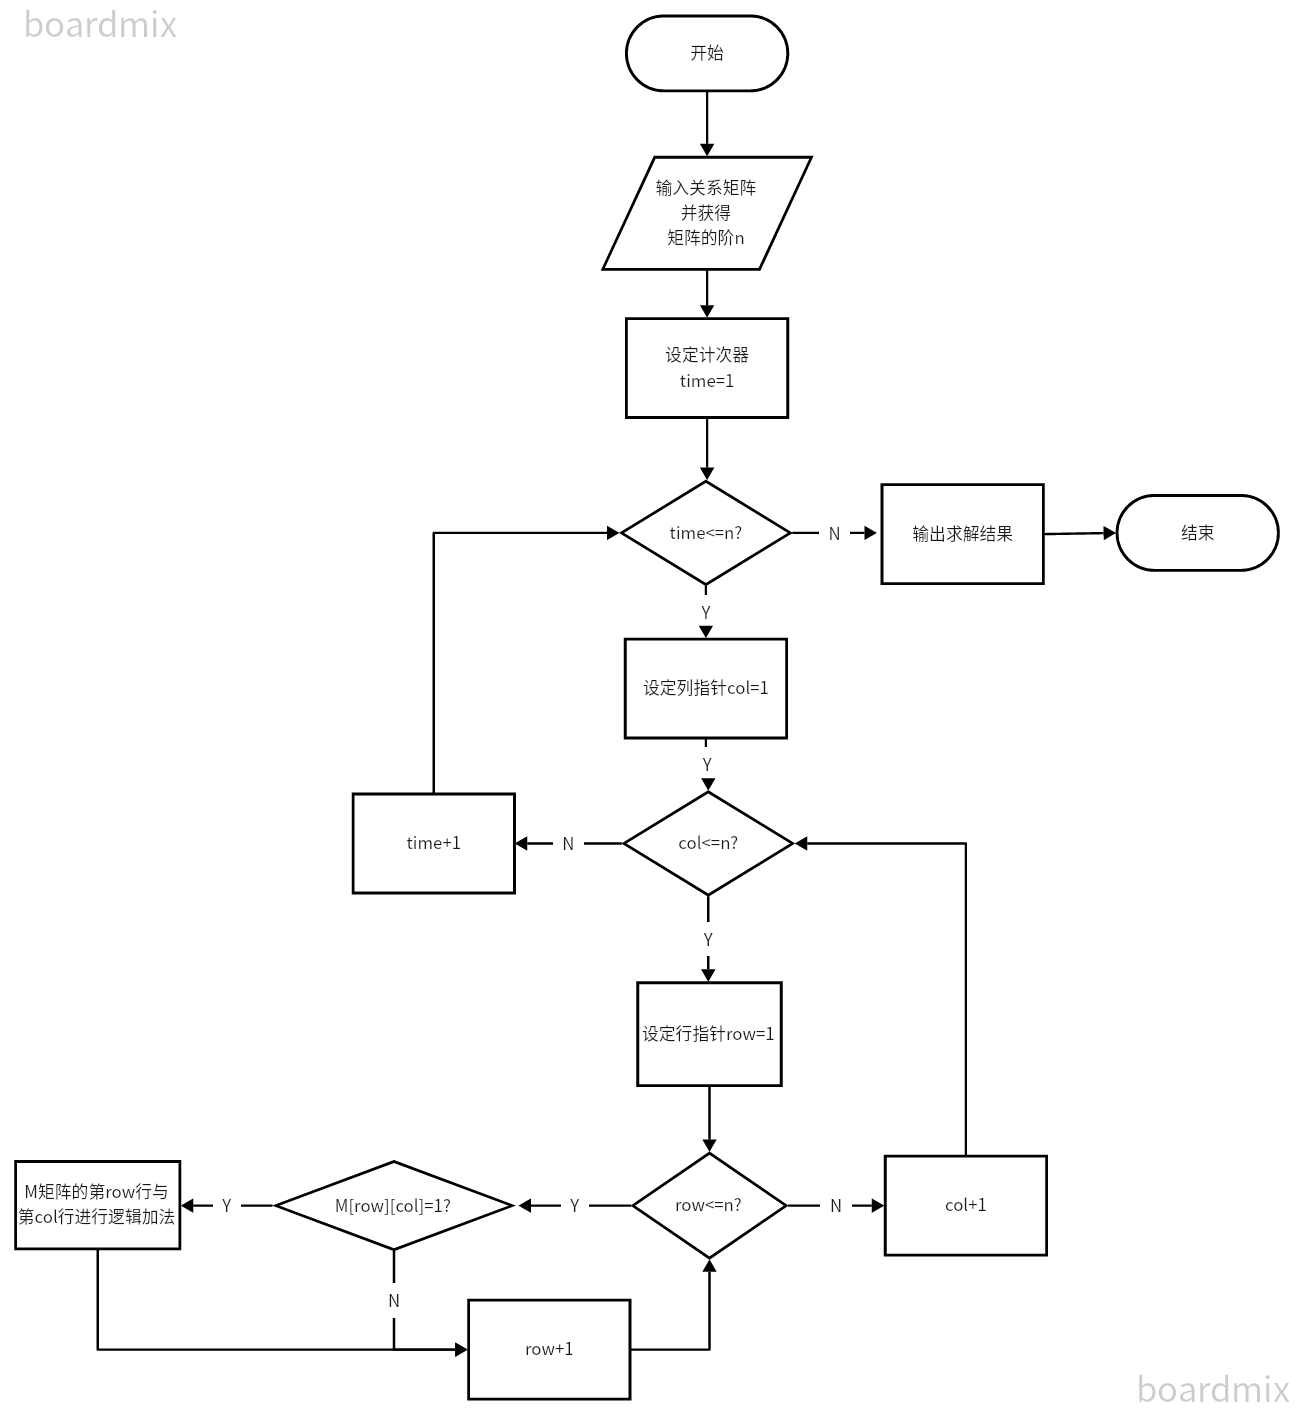 boardmix
开始
输入关系矩阵
并获得
矩阵的阶n
设定计次器
time=1
time<=n?
N
输出求解结果
结束
Y
设定列指针col=1
Y
time+1
N
col<=n?
Y
设定行指针row=1
M矩阵的第row行与
第col行进行逻辑加法
Y
M[row][col]=1?
Y
row<=n?
N
col+1
N
row+1
boardmix